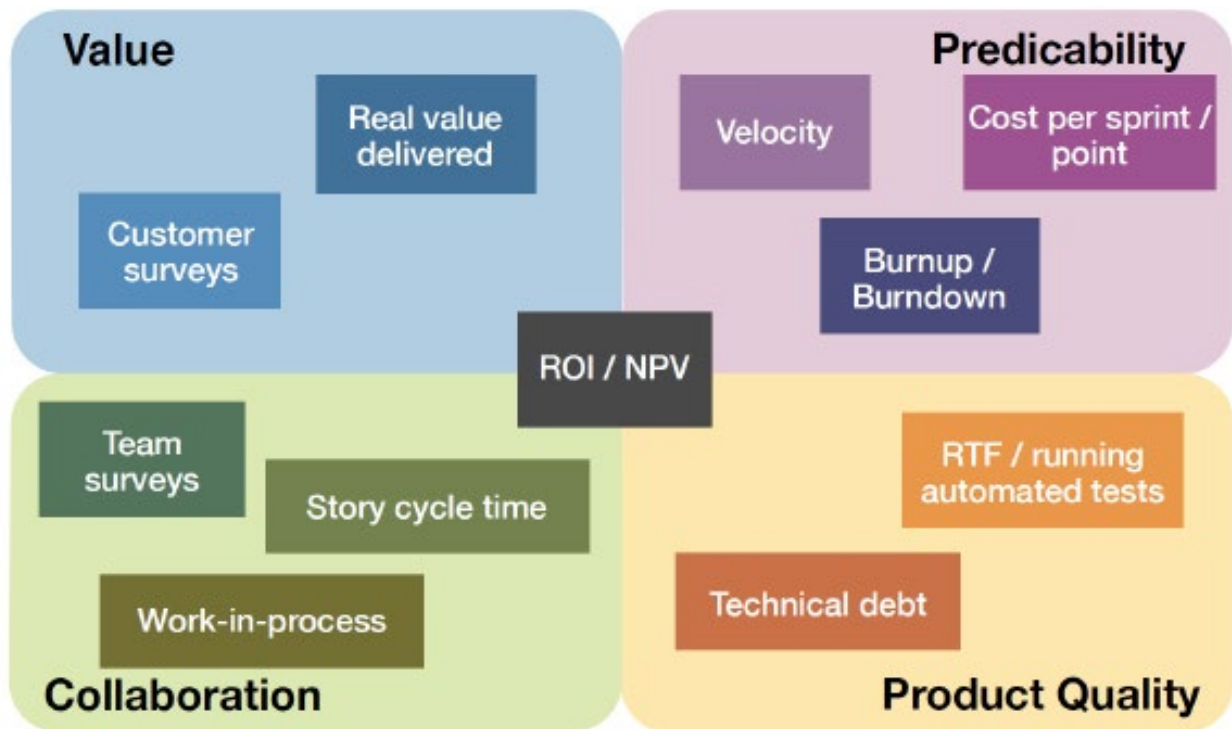 Value
Real value
delivered
Customer
surveys
Predicability
Velocity
Cost per sprint /
point
Burnup /
Burndown
ROI / NPV
Team
surveys
Story cycle time
Work-in-process
Collaboration
RTF / running
automated tests
Technical debt
Product Quality